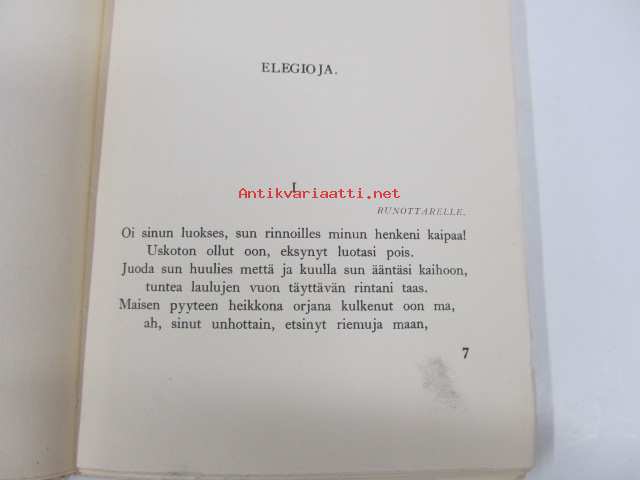 ELEGIOJA.
I
Antikvariaatti.net
RUNOTTARELLE.
Oi sinun luokses, sun rinnoilles minun henkeni kaipaa!
Uskoton ollut oon, eksynyt luotasi pois.
Juoda sun huulies mettä ja kuulla sun ääntäsi kaihoon,
tuntea laulujen vuon täyttävän rintani taas.
Maisen pyyteen heikkona orjana kulkenut oon ma,
ah, sinut unhottain, etsinyt riemuja maan,
7